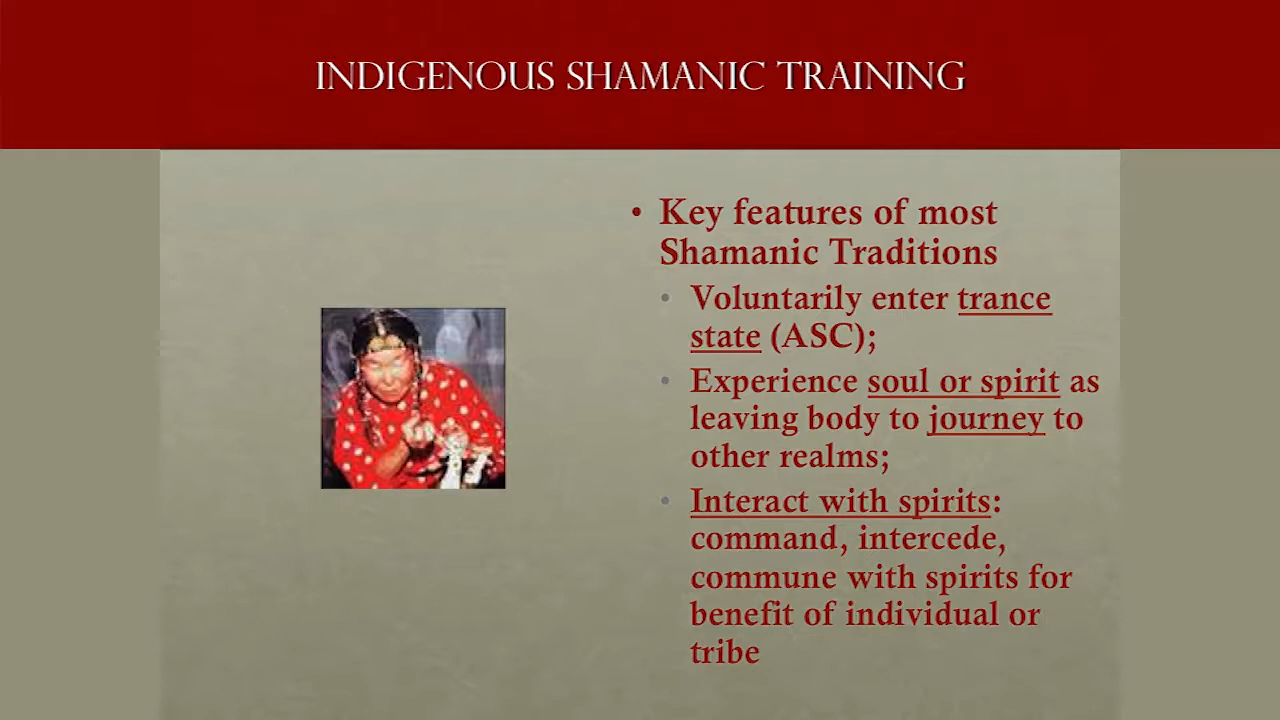 INDIGENOUS SHAMANIC TRAINING
• Key features of most
Shamanic Traditions
• Voluntarily enter trance
state (ASC);
• Experience soul or spirit as
leaving body to journey to
other realms;
• Interact with spirits:
command, intercede,
commune with spirits for
benefit of individual or
tribe